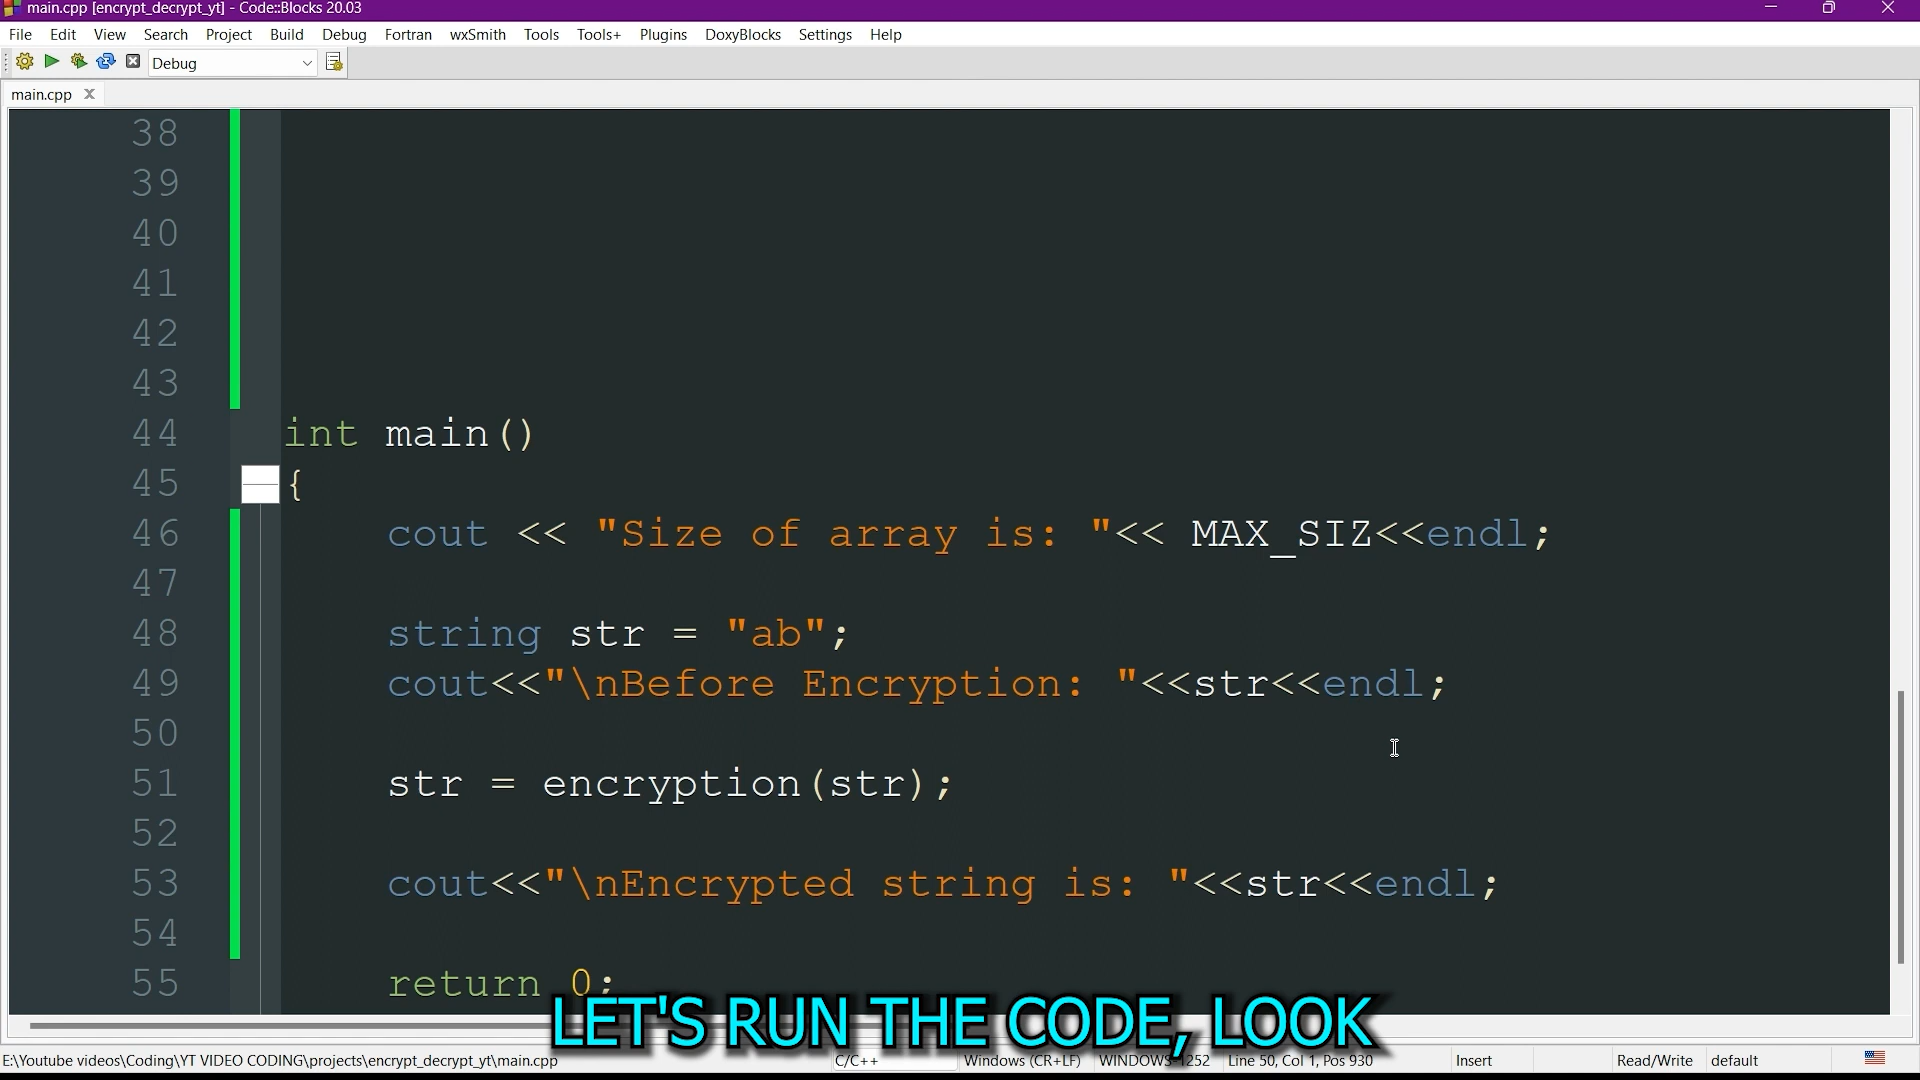 main.cpp [encrypt_decrypt_yt] - Code::Blocks 20.03
File Edit View Search Project Build Debug Fortran wxSmith Tools Tools+ Plugins DoxyBlocks Settings Help
Debug
main.cpp
38
39
40
41
42
43
44 int main()
45 {
46 cout << "Size of array is: "<< MAX_SIZ<<endl;
47
48 string str = "ab";
49 cout<<"\nBefore Encryption: "<<str<<endl;
50
51 str = encryption(str);
52
53 cout<<"\nEncrypted string is: "<<str<<endl;
54
55 return 0;
LET'S RUN THE CODE, LOOK
E:\Youtube videos\Coding\YT VIDEO CODING\projects\encrypt_decrypt_yt\main.cpp C/C++ Windows (CR+LF) WINDOWS-1252 Line 50, Col 1, Pos 930 Insert Read/Write default